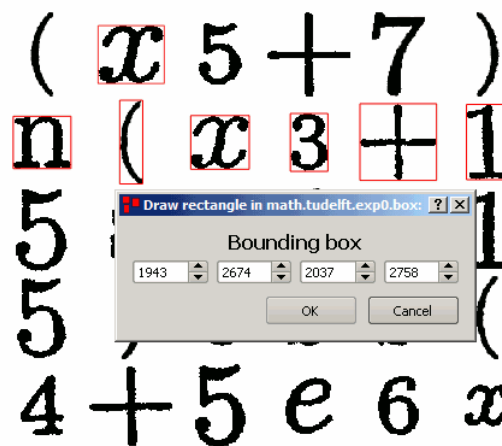 ( x 5 + 7 )
n ( x 3 + 1
5 1
Draw rectangle in math.tudelft.exp0.box: ? X
Bounding box
1943 2674 2037 2758
OK Cancel
5 (
4 + 5 e 6 x